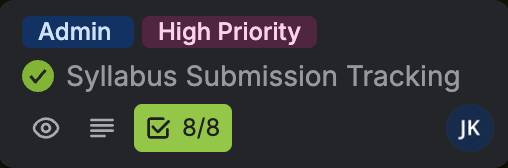 Admin High Priority
Syllabus Submission Tracking
8/8 JK